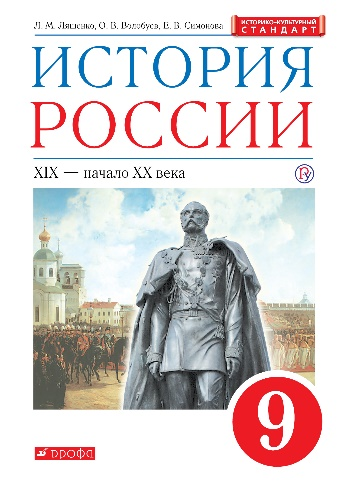 Л. М. Ляшенко, О. В. Волобуев, Е. В. Симонова
ИСТОРИКО-КУЛЬТУРНЫЙ
СТАНДАРТ
ИСТОРИЯ
РОССИИ
XIX — начало XX века
9
дрофа